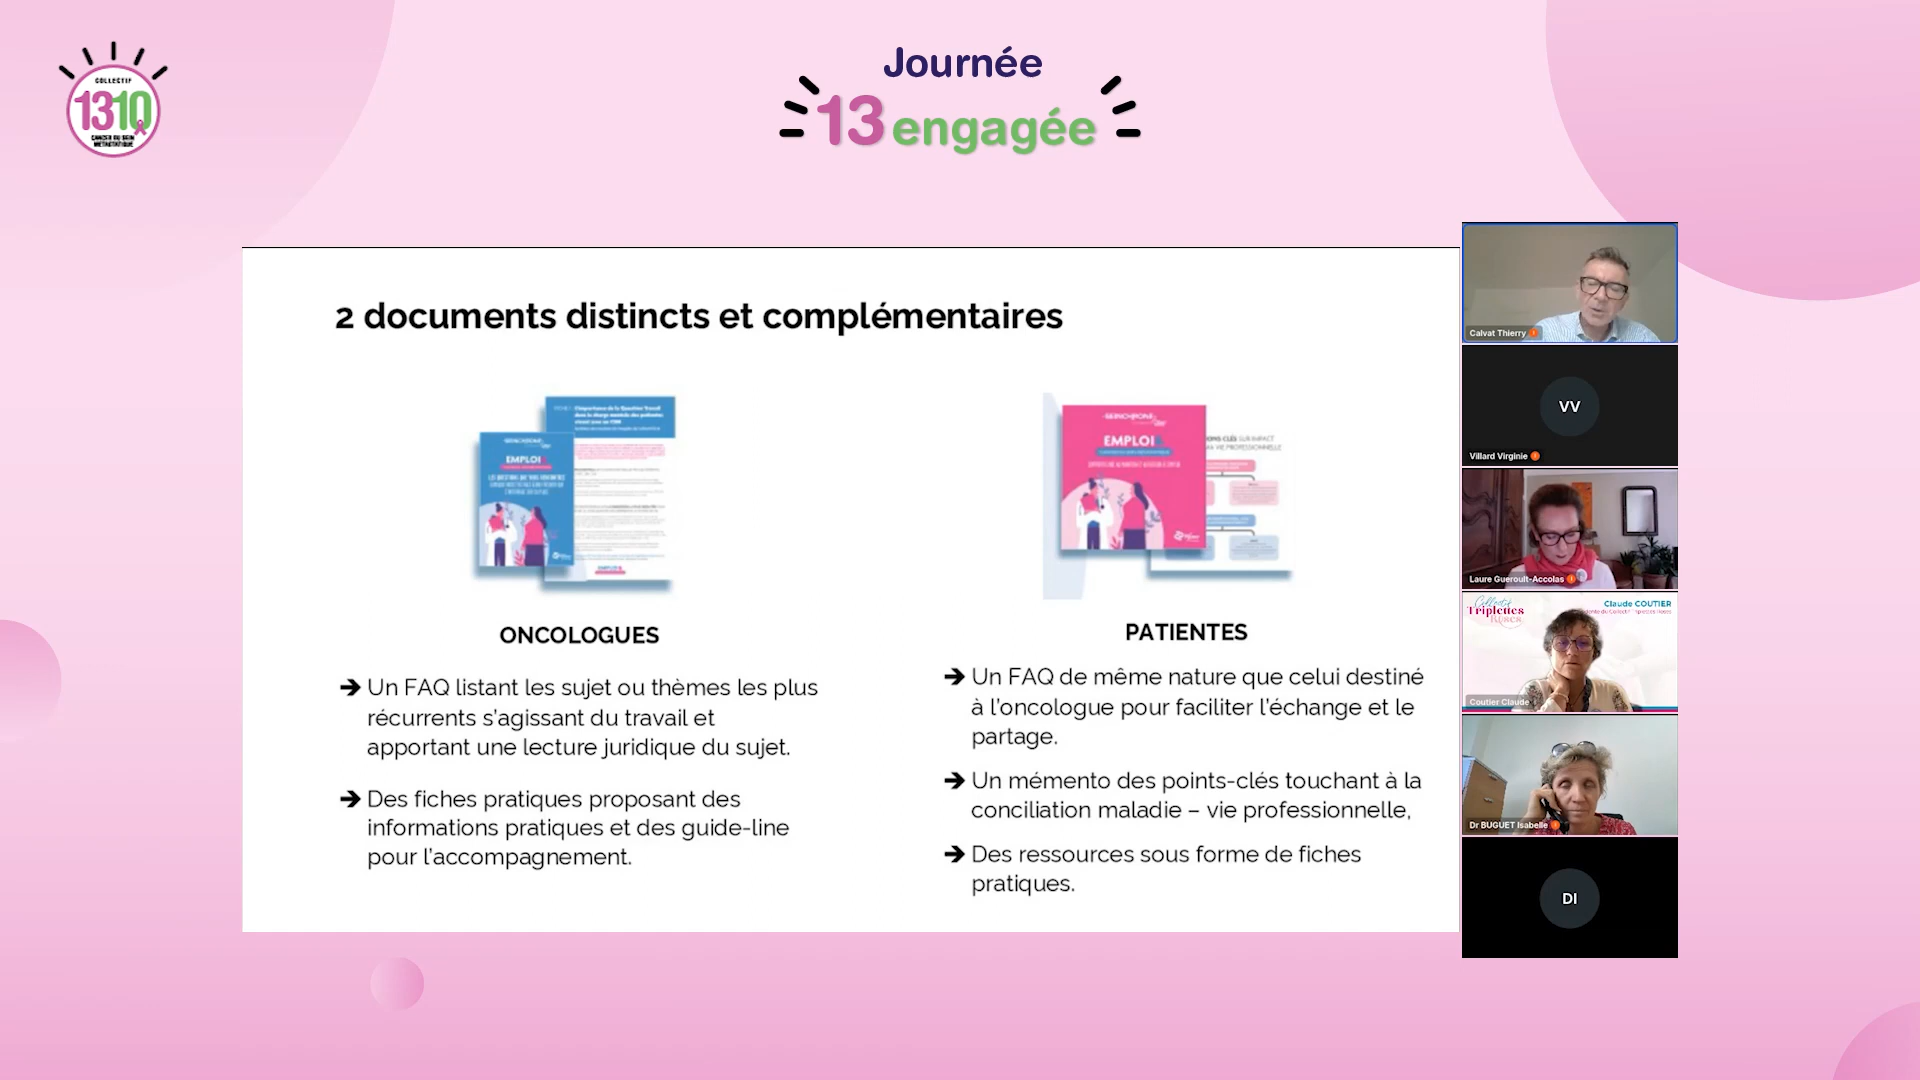 COLLECTIF
1310
CANCER DU SEIN
MÉTASTATIQUE
Journée
13 engagée
2 documents distincts et complémentaires
EMPLOI
EMPLOI
ONCOLOGUES
➔ Un FAQ listant les sujet ou thèmes les plus
récurrents s'agissant du travail et
apportant une lecture juridique du sujet.
➔ Des fiches pratiques proposant des
informations pratiques et des guide-line
pour l'accompagnement.
PATIENTES
➔ Un FAQ de même nature que celui destiné
à l'oncologue pour faciliter l'échange et le
partage.
➔ Un mémento des points-clés touchant à la
conciliation maladie – vie professionnelle,
➔ Des ressources sous forme de fiches
pratiques.
Calvat Thierry
VV
Villard Virginie
Laure Gueroult-Accolas
Collectif
Triplettes
Roses
Claude COUTIER
Coutier Claude
Dr BUGUET Isabelle
DI